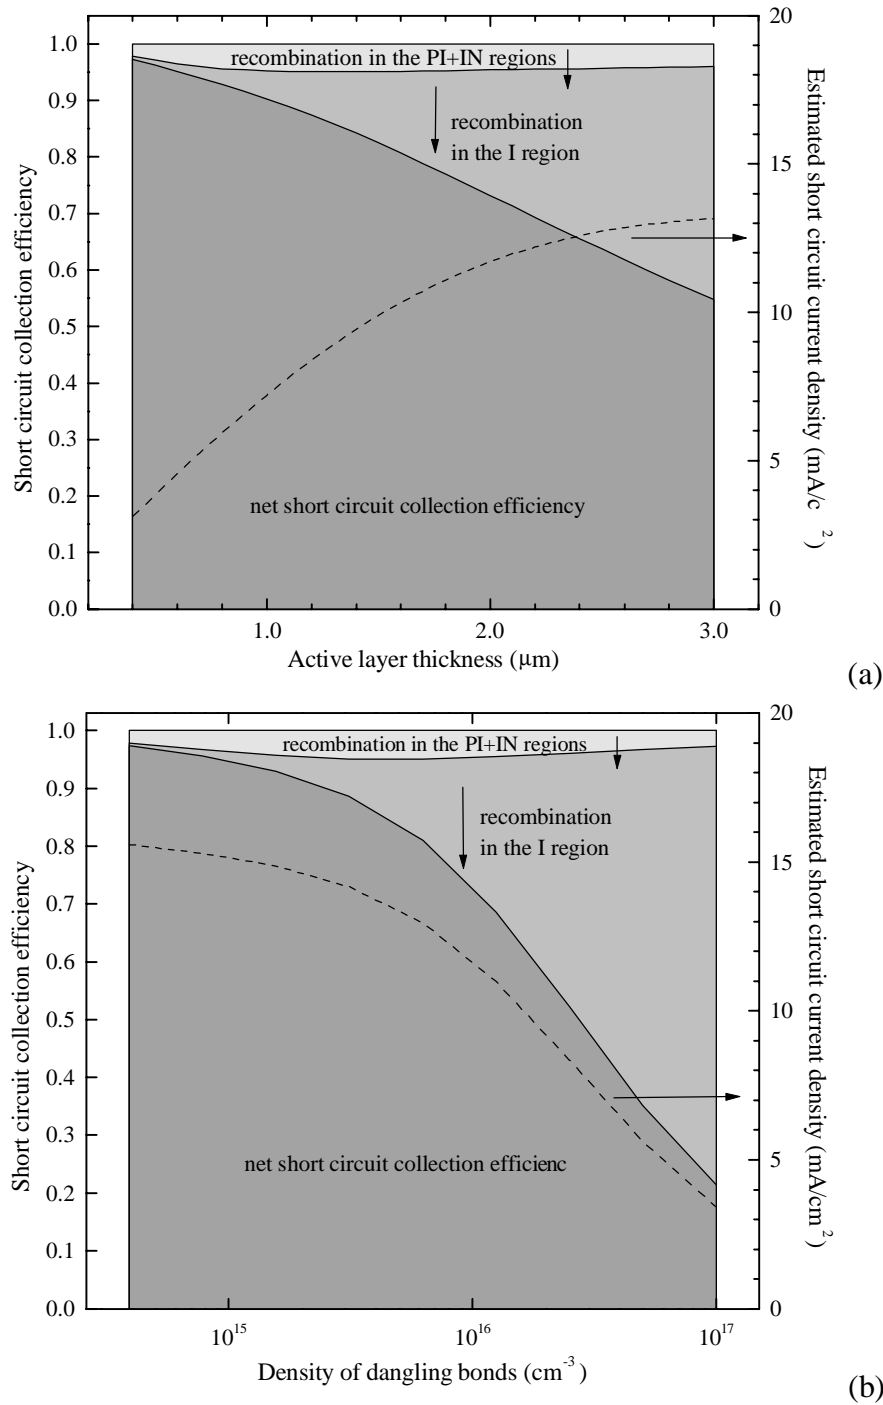 1.0
0.9
0.8
0.7
0.6
0.5
0.4
0.3
0.2
0.1
0.0
Short circuit collection efficiency
recombination in the PI+IN regions
recombination
in the I region
net short circuit collection efficiency
20
15
10
5
0
Estimated short circuit current density (mA/c 2)
1.0 2.0 3.0
Active layer thickness (μm)
(a)
1.0
0.9
0.8
0.7
0.6
0.5
0.4
0.3
0.2
0.1
0.0
Short circuit collection efficiency
recombination in the PI+IN regions
recombination
in the I region
net short circuit collection efficienc
20
15
10
5
0
Estimated short circuit current density (mA/cm2)
10^15 10^16 10^17
Density of dangling bonds (cm^-3)
(b)